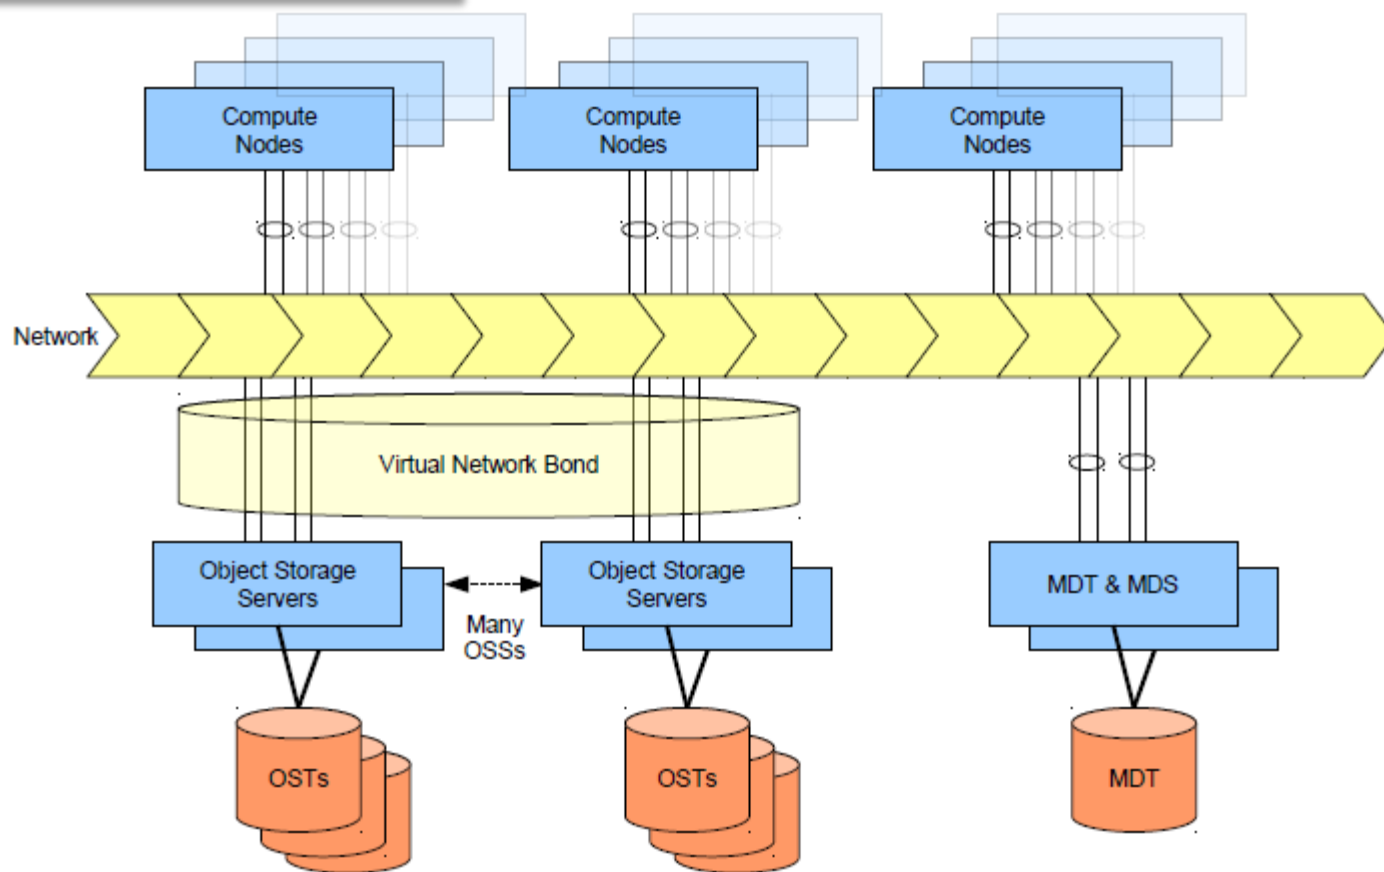 Compute
Nodes
Compute
Nodes
Compute
Nodes
Network
Virtual Network Bond
Object Storage
Servers
Many
OSSs
Object Storage
Servers
MDT & MDS
OSTs
OSTs
MDT